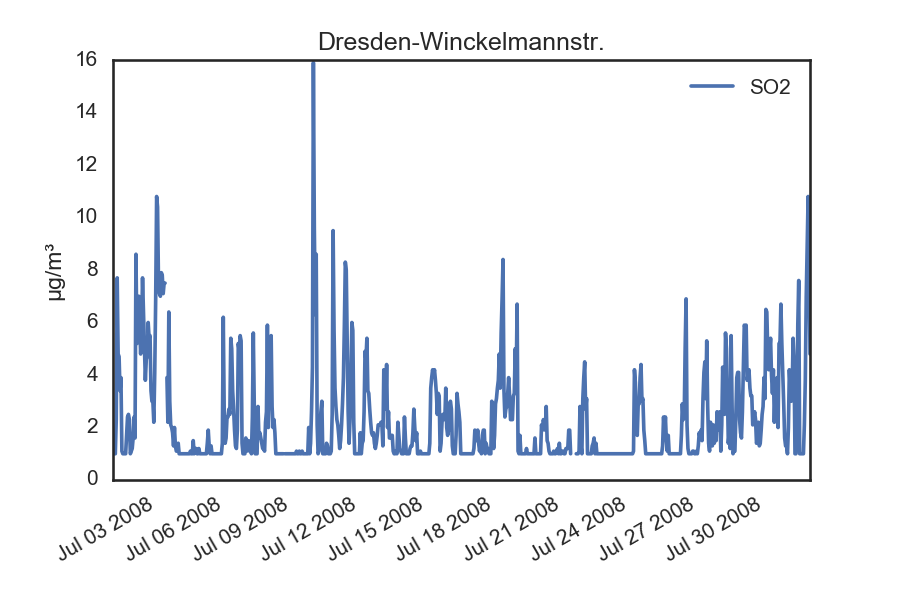 Dresden-Winckelmannstr.
SO2
µg/m³
16
14
12
10
8
6
4
2
0
Jul 03 2008
Jul 06 2008
Jul 09 2008
Jul 12 2008
Jul 15 2008
Jul 18 2008
Jul 21 2008
Jul 24 2008
Jul 27 2008
Jul 30 2008